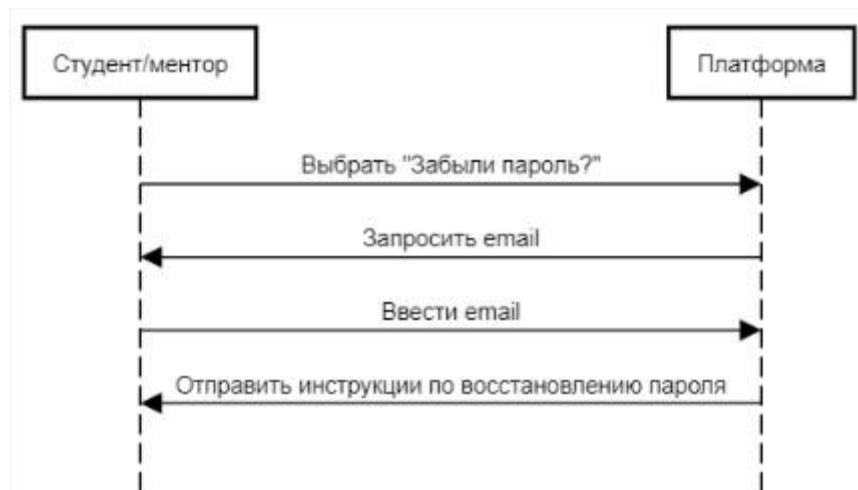 Студент/ментор
Платформа
Выбрать "Забыли пароль?"
Запросить email
Ввести email
Отправить инструкции по восстановлению пароля